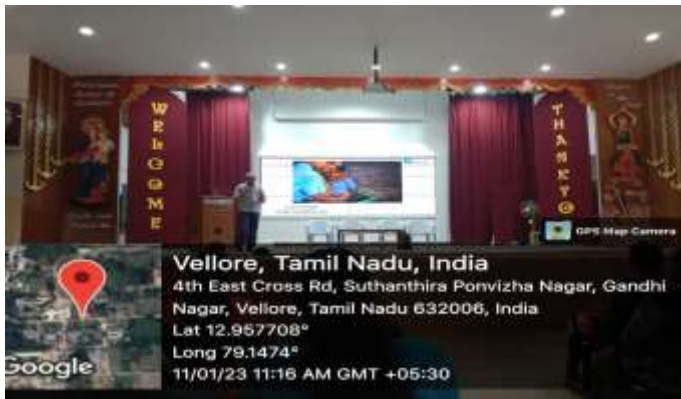 WELCOME
THANKYO
GPS Map Camera
Vellore, Tamil Nadu, India
4th East Cross Rd, Suthanthira Ponvizha Nagar, Gandhi
Nagar, Vellore, Tamil Nadu 632006, India
Lat 12.957708°
Long 79.1474°
11/01/23 11:16 AM GMT +05:30
Google